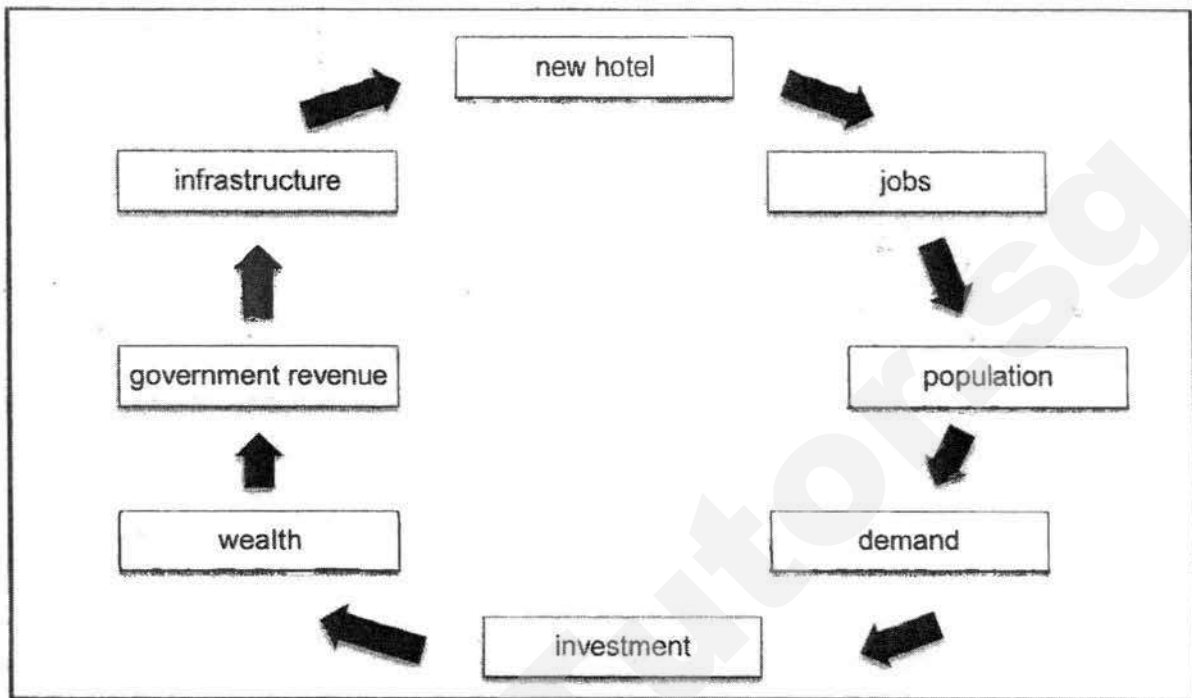 new hotel
jobs
population
demand
investment
wealth
government revenue
infrastructure